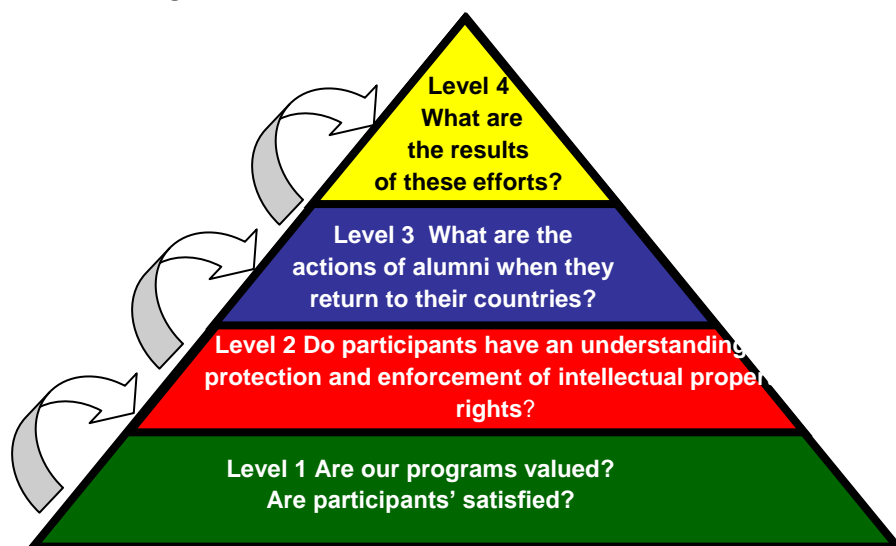 Level 4
What are
the results
of these efforts?
Level 3 What are the
actions of alumni when they
return to their countries?
Level 2 Do participants have an understanding
protection and enforcement of intellectual proper
rights?
Level 1 Are our programs valued?
Are participants’ satisfied?